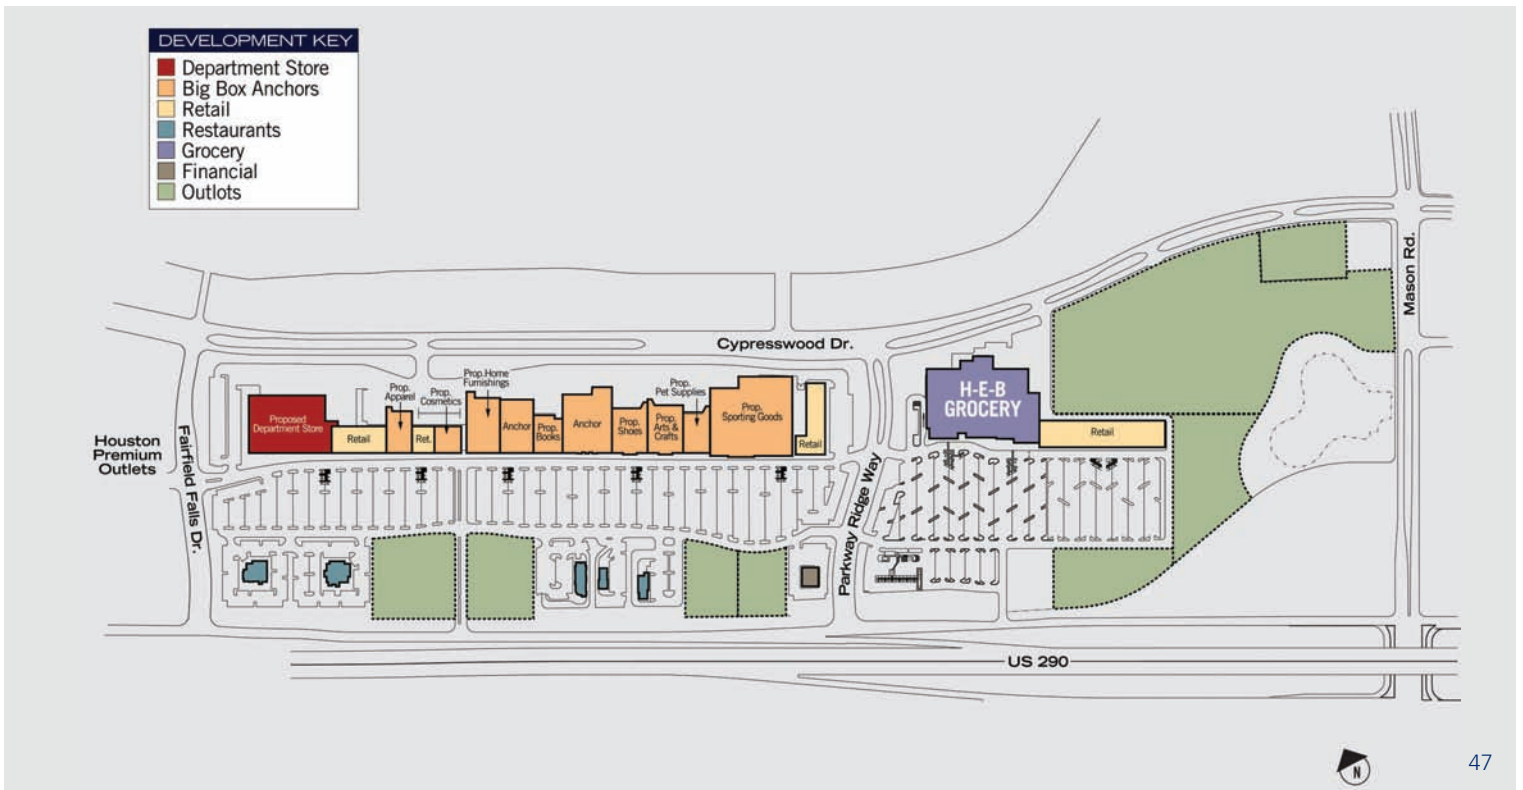 DEVELOPMENT KEY
Department Store
Big Box Anchors
Retail
Restaurants
Grocery
Financial
Outlots
Mason Rd.
Cypresswood Dr.
Houston
Premium
Outlets
Fairfield Falls Dr.
Proposed
Department Store
Retail
Prop.
Apparel
Ret.
Prop.
Cosmetics
Prop. Home
Furnishings
Anchor
Prop.
Books
Anchor
Prop.
Shoes
Prop.
Arts &
Crafts
Prop.
Pet Supplies
Prop.
Sporting Goods
Retail
H-E-B
GROCERY
Retail
Parkway Ridge Way
US 290
N
47